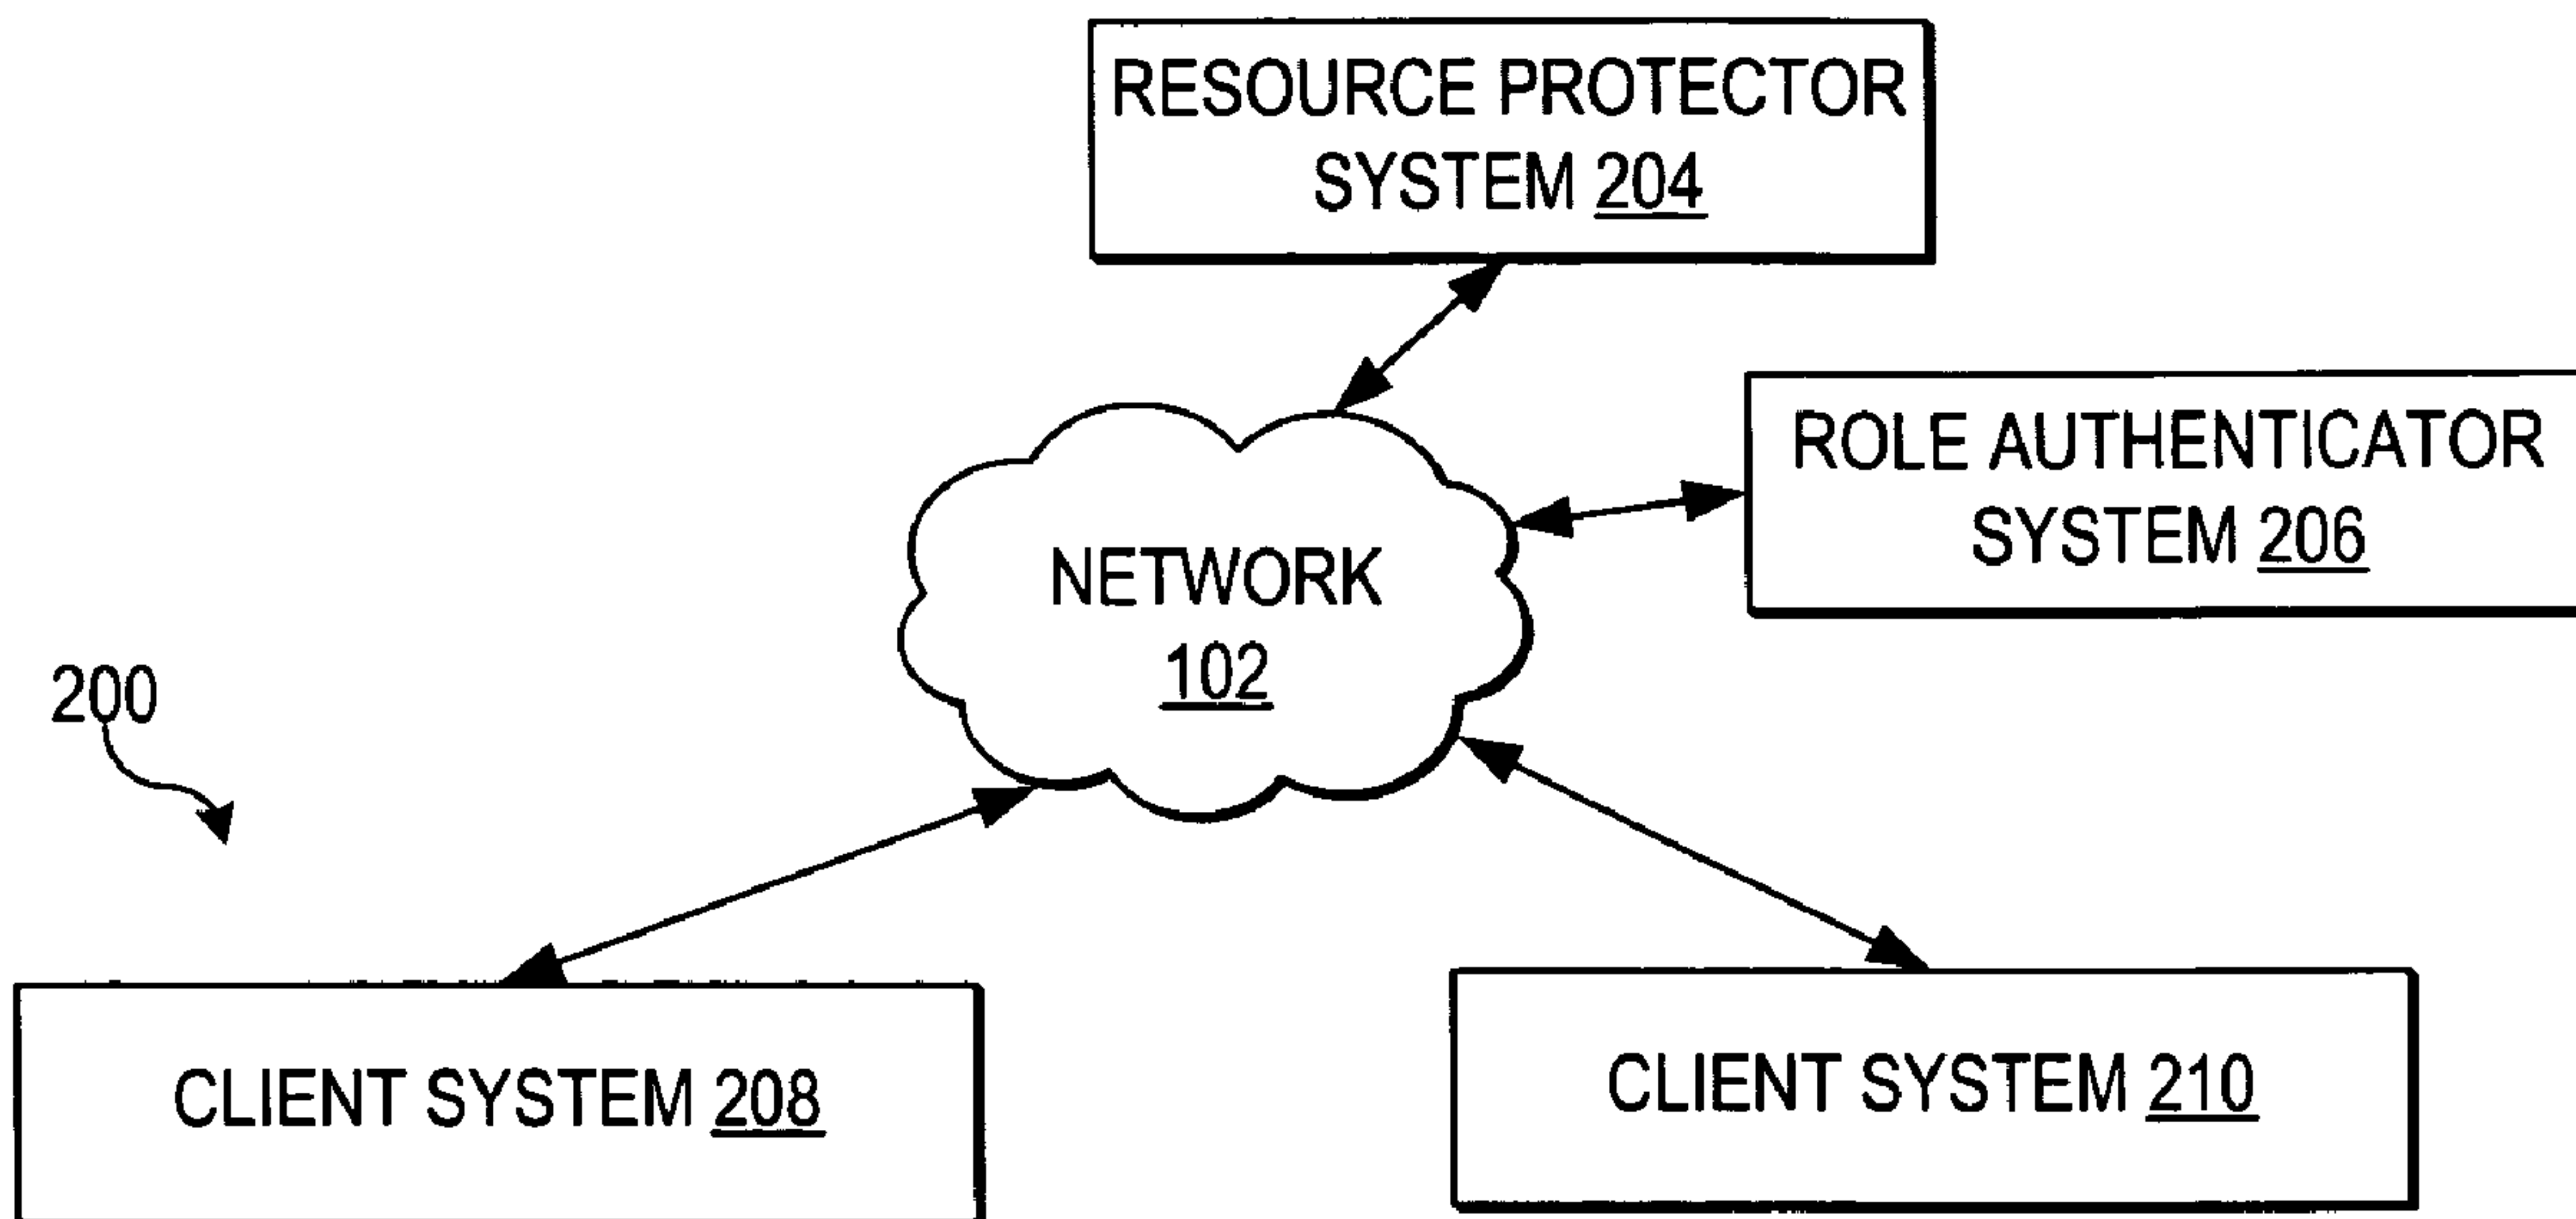 RESOURCE PROTECTOR
SYSTEM 204
ROLE AUTHENTICATOR
SYSTEM 206
NETWORK
102
200
CLIENT SYSTEM 208
CLIENT SYSTEM 210